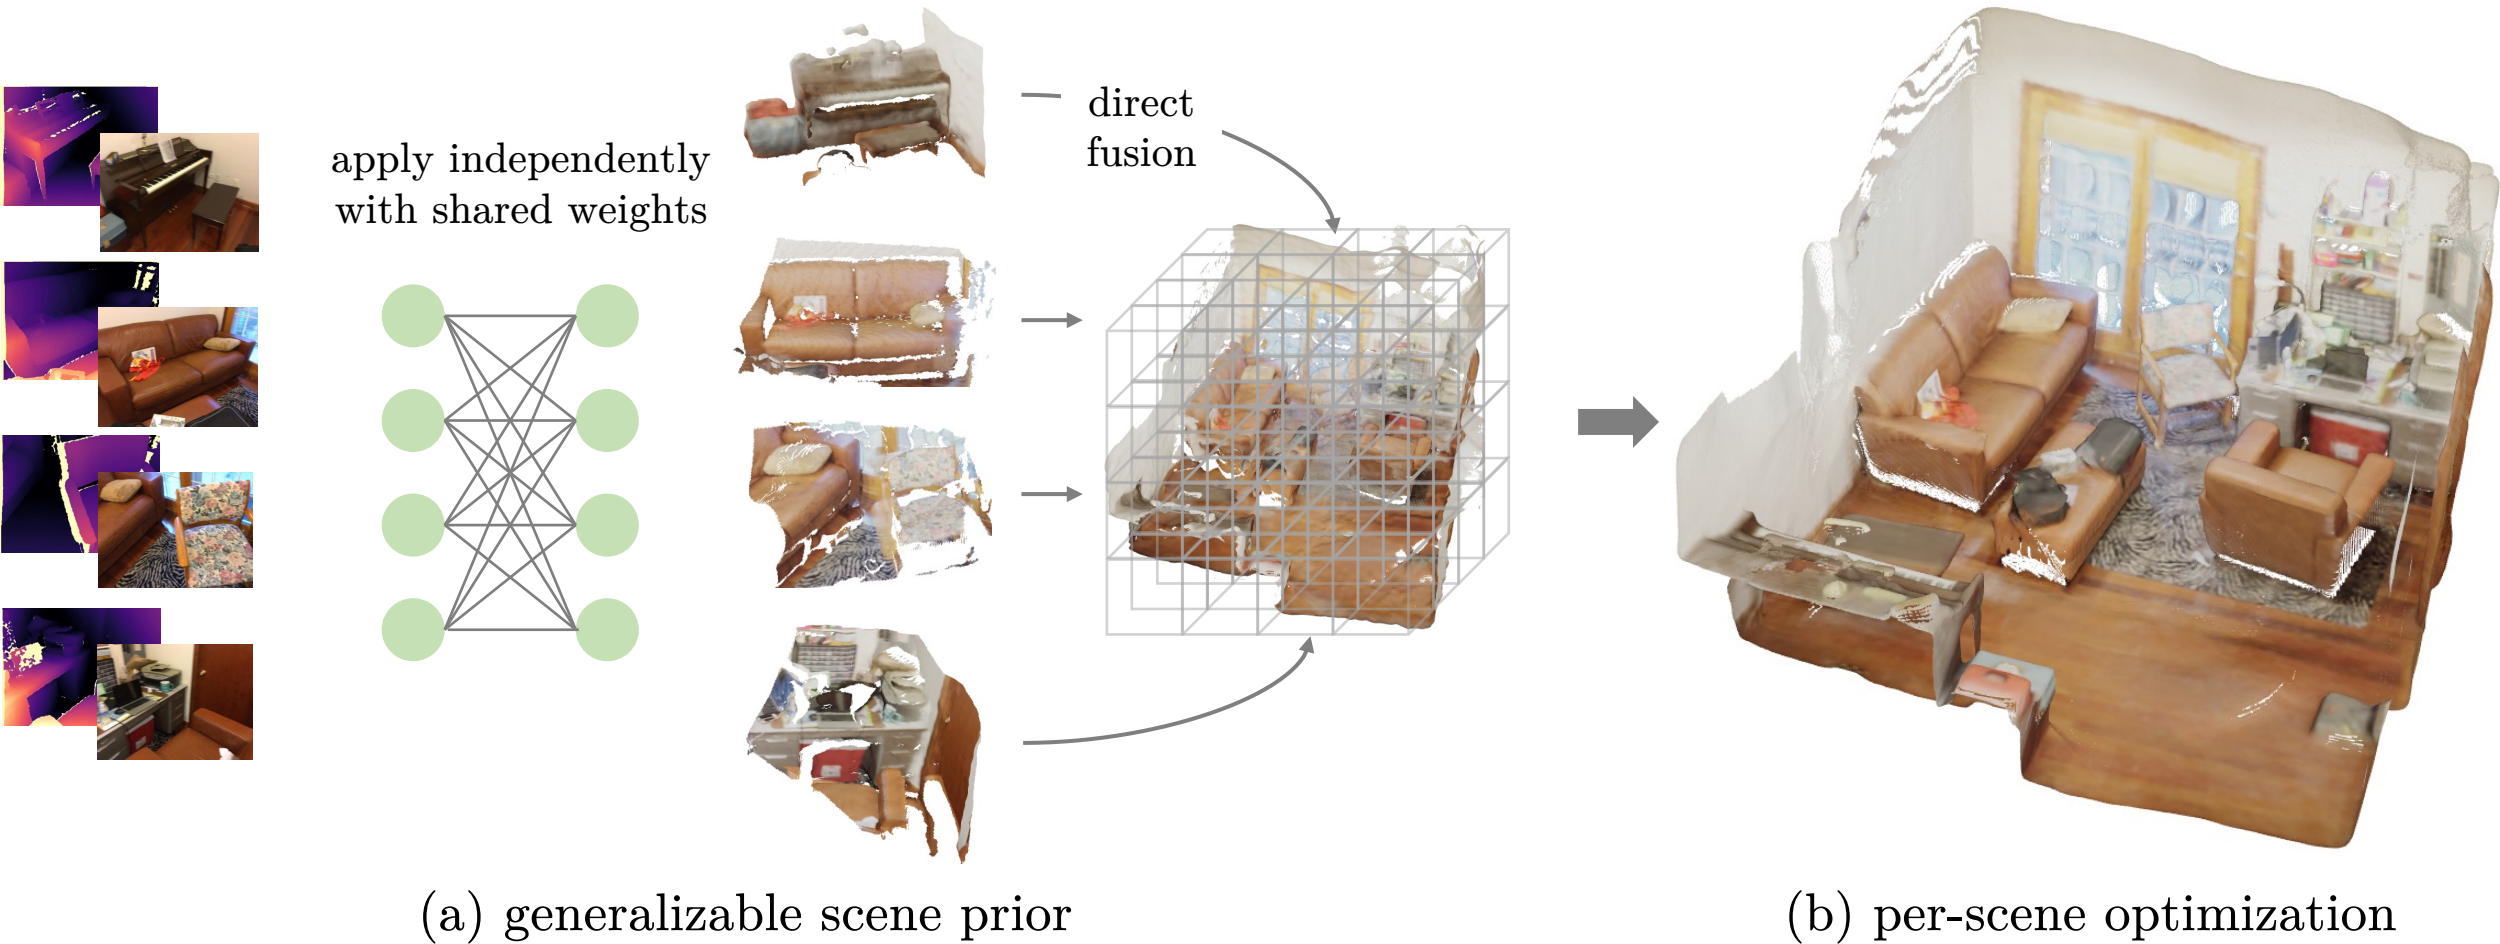 apply independently
with shared weights
direct
fusion
(a) generalizable scene prior
(b) per-scene optimization